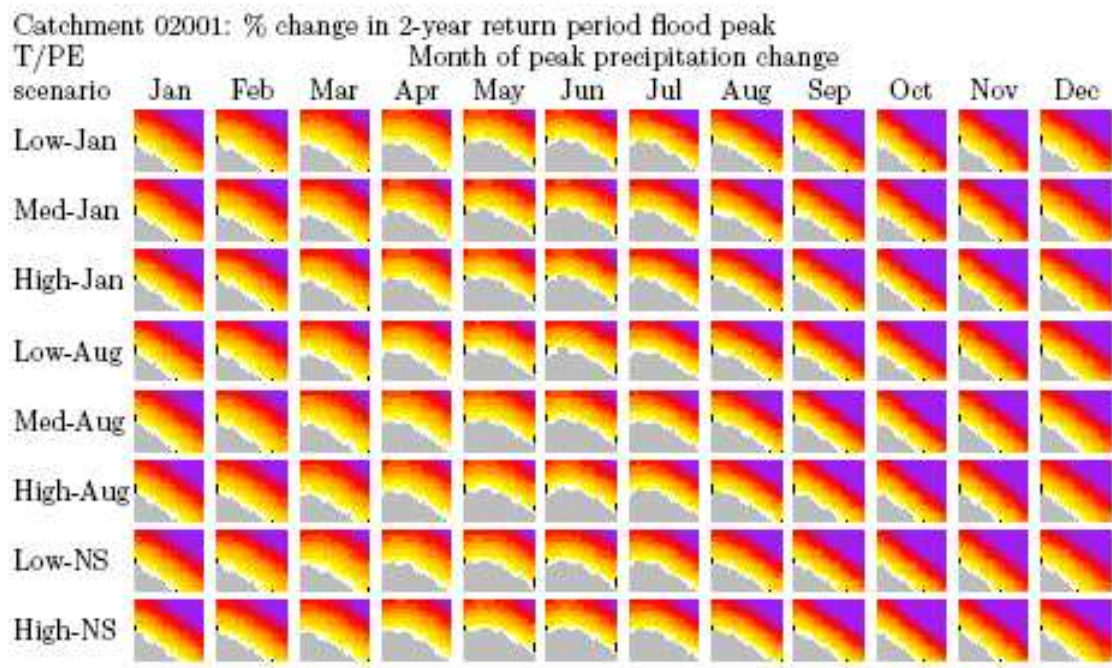 Catchment 02001: % change in 2-year return period flood peak
T/PE Month of peak precipitation change
scenario Jan Feb Mar Apr May Jun Jul Aug Sep Oct Nov Dec
Low-Jan
Med-Jan
High-Jan
Low-Aug
Med-Aug
High-Aug
Low-NS
High-NS